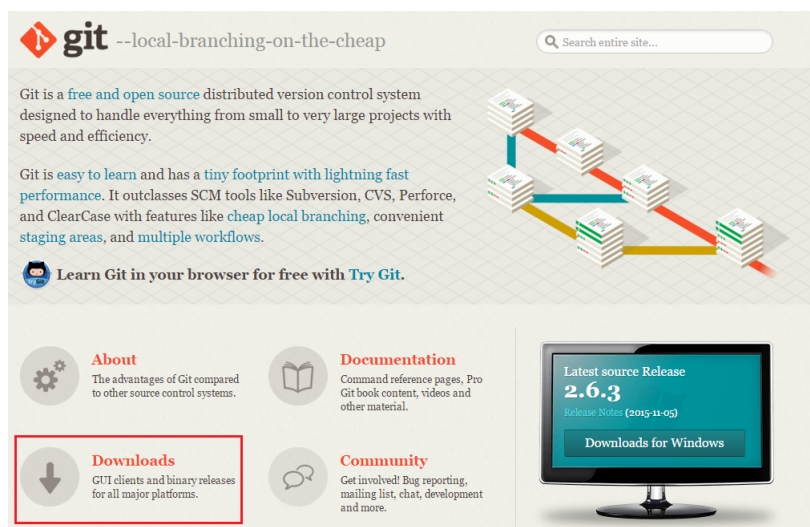 git --local-branching-on-the-cheap
Search entire site...
Git is a free and open source distributed version control system
designed to handle everything from small to very large projects with
speed and efficiency.
Git is easy to learn and has a tiny footprint with lightning fast
performance. It outclasses SCM tools like Subversion, CVS, Perforce,
and ClearCase with features like cheap local branching, convenient
staging areas, and multiple workflows.
Learn Git in your browser for free with Try Git.
About
The advantages of Git compared
to other source control systems.
Documentation
Command reference pages, Pro
Git book content, videos and
other material.
Downloads
GUI clients and binary releases
for all major platforms.
Community
Get involved! Bug reporting,
mailing list, chat, development
and more.
Latest source Release
2.6.3
Release Notes (2015-11-05)
Downloads for Windows